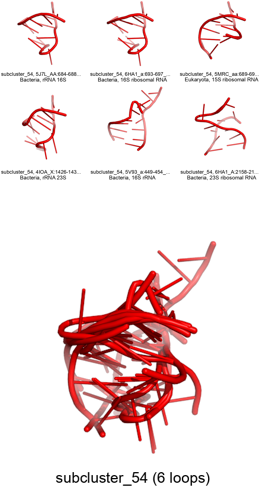 subcluster_54, 5J7L_AA:684-688...
Bacteria, rRNA 16S
subcluster_54, 6HA1_a:693-697_...
Bacteria, 16S ribosomal RNA
subcluster_54, 5MRC_aa:689-69...
Eukaryota, 15S ribosomal RNA
subcluster_54, 4IOA_X:1426-143...
Bacteria, rRNA 23S
subcluster_54, 5V93_a:449-454_...
Bacteria, 16S rRNA
subcluster_54, 6HA1_A:2158-21...
Bacteria, 23S ribosomal RNA
subcluster_54 (6 loops)